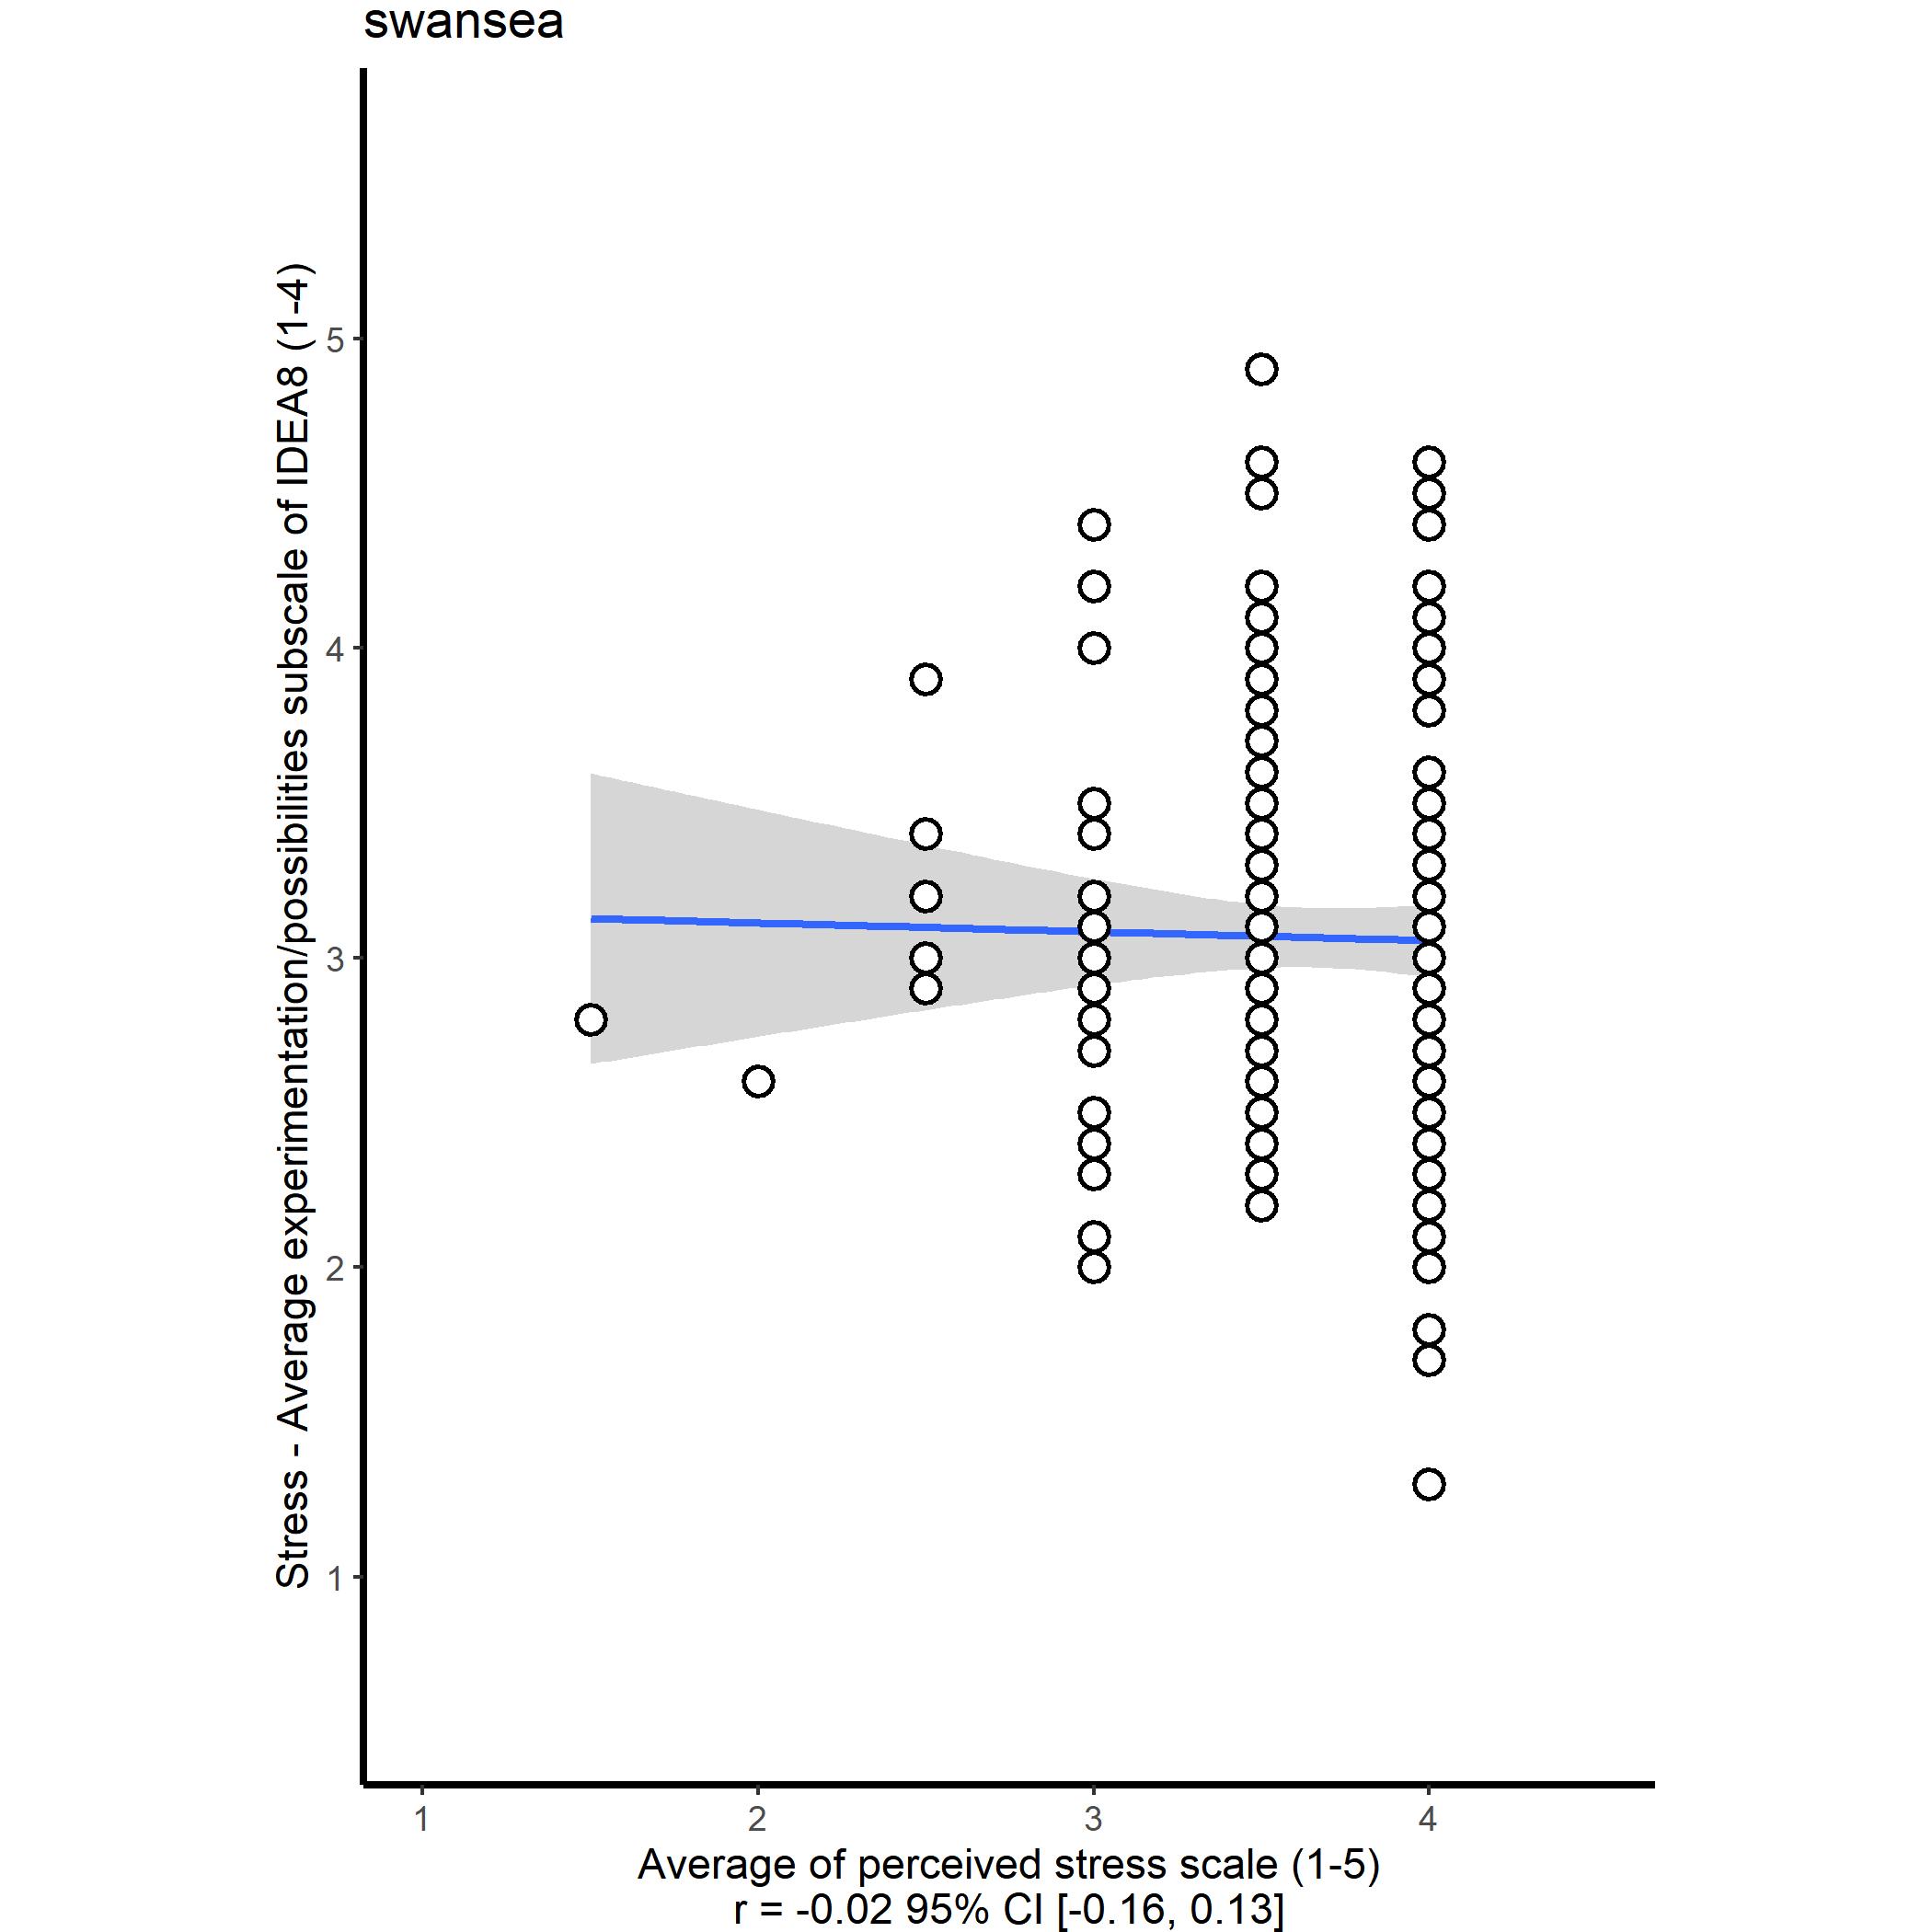 swansea
Stress - Average experimentation/possibilities subscale of IDEA8 (1-4)
5
4
3
2
1
1 2 3 4
Average of perceived stress scale (1-5)
r = -0.02 95% CI [-0.16, 0.13]